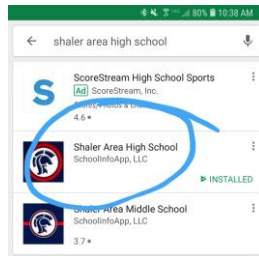 80% 10:38 AM
shaler area high school
ScoreStream High School Sports
Ad ScoreStream, Inc.
4.6
Shaler Area High School
SchoolInfoApp, LLC
INSTALLED
Shaler Area Middle School
SchoolInfoApp, LLC
3.7